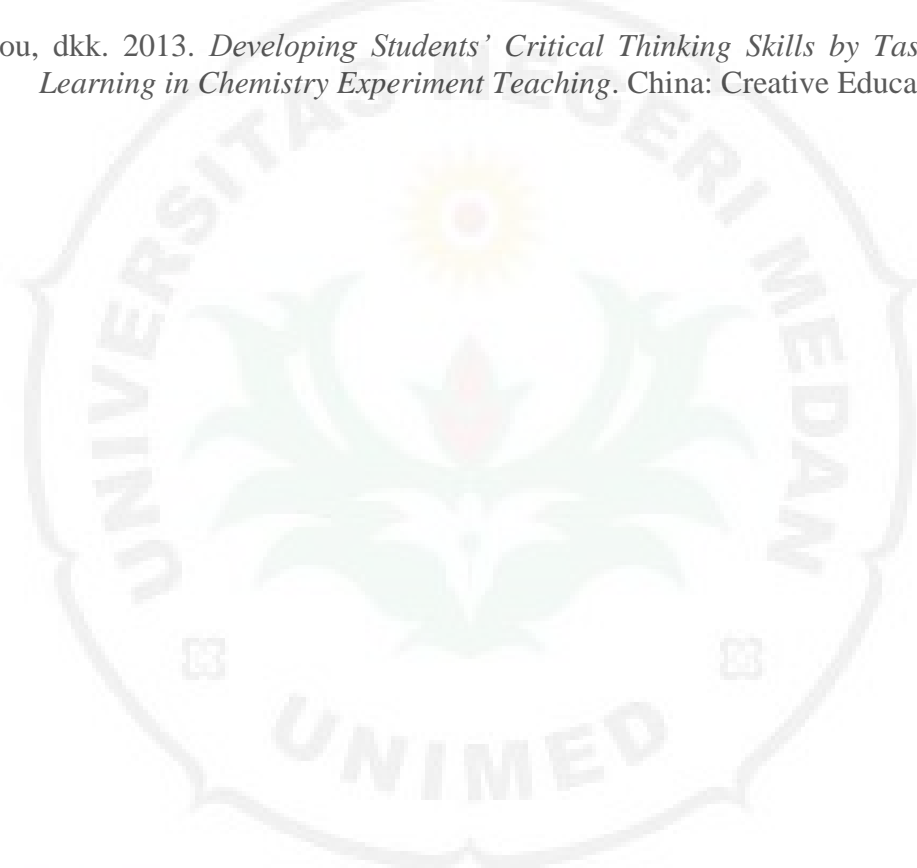 ou, dkk. 2013. Developing Students’ Critical Thinking Skills by Tas
Learning in Chemistry Experiment Teaching. China: Creative Educa
UNIVERSITAS NEGERI MEDAN
UNIMED